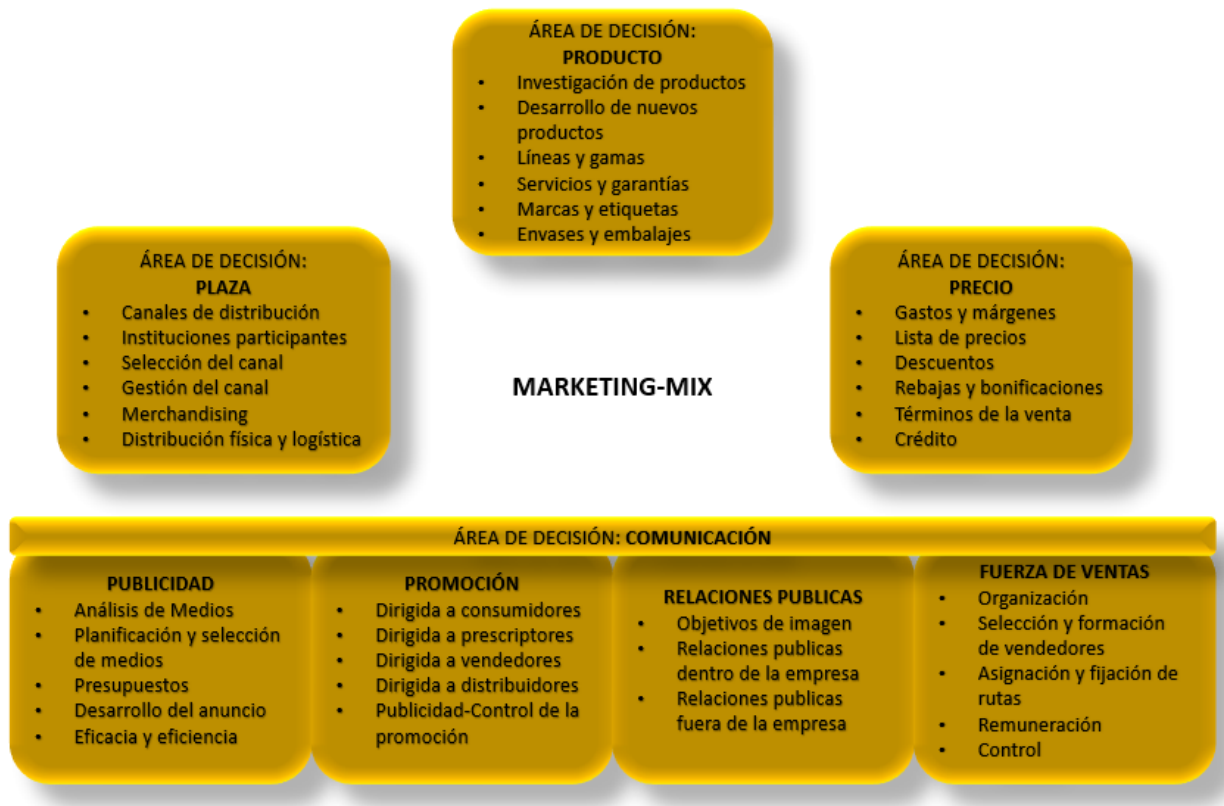 ÁREA DE DECISIÓN:
PRODUCTO
• Investigación de productos
• Desarrollo de nuevos
productos
• Líneas y gamas
• Servicios y garantías
• Marcas y etiquetas
• Envases y embalajes
ÁREA DE DECISIÓN:
PLAZA
• Canales de distribución
• Instituciones participantes
• Selección del canal
• Gestión del canal
• Merchandising
• Distribución física y logística
MARKETING-MIX
ÁREA DE DECISIÓN:
PRECIO
• Gastos y márgenes
• Lista de precios
• Descuentos
• Rebajas y bonificaciones
• Términos de la venta
• Crédito
ÁREA DE DECISIÓN: COMUNICACIÓN
PUBLICIDAD
• Análisis de Medios
• Planificación y selección
de medios
• Presupuestos
• Desarrollo del anuncio
• Eficacia y eficiencia
PROMOCIÓN
• Dirigida a consumidores
• Dirigida a prescriptores
• Dirigida a vendedores
• Dirigida a distribuidores
• Publicidad-Control de la
promoción
RELACIONES PUBLICAS
• Objetivos de imagen
• Relaciones publicas
dentro de la empresa
• Relaciones publicas
fuera de la empresa
FUERZA DE VENTAS
• Organización
• Selección y formación
de vendedores
• Asignación y fijación de
rutas
• Remuneración
• Control